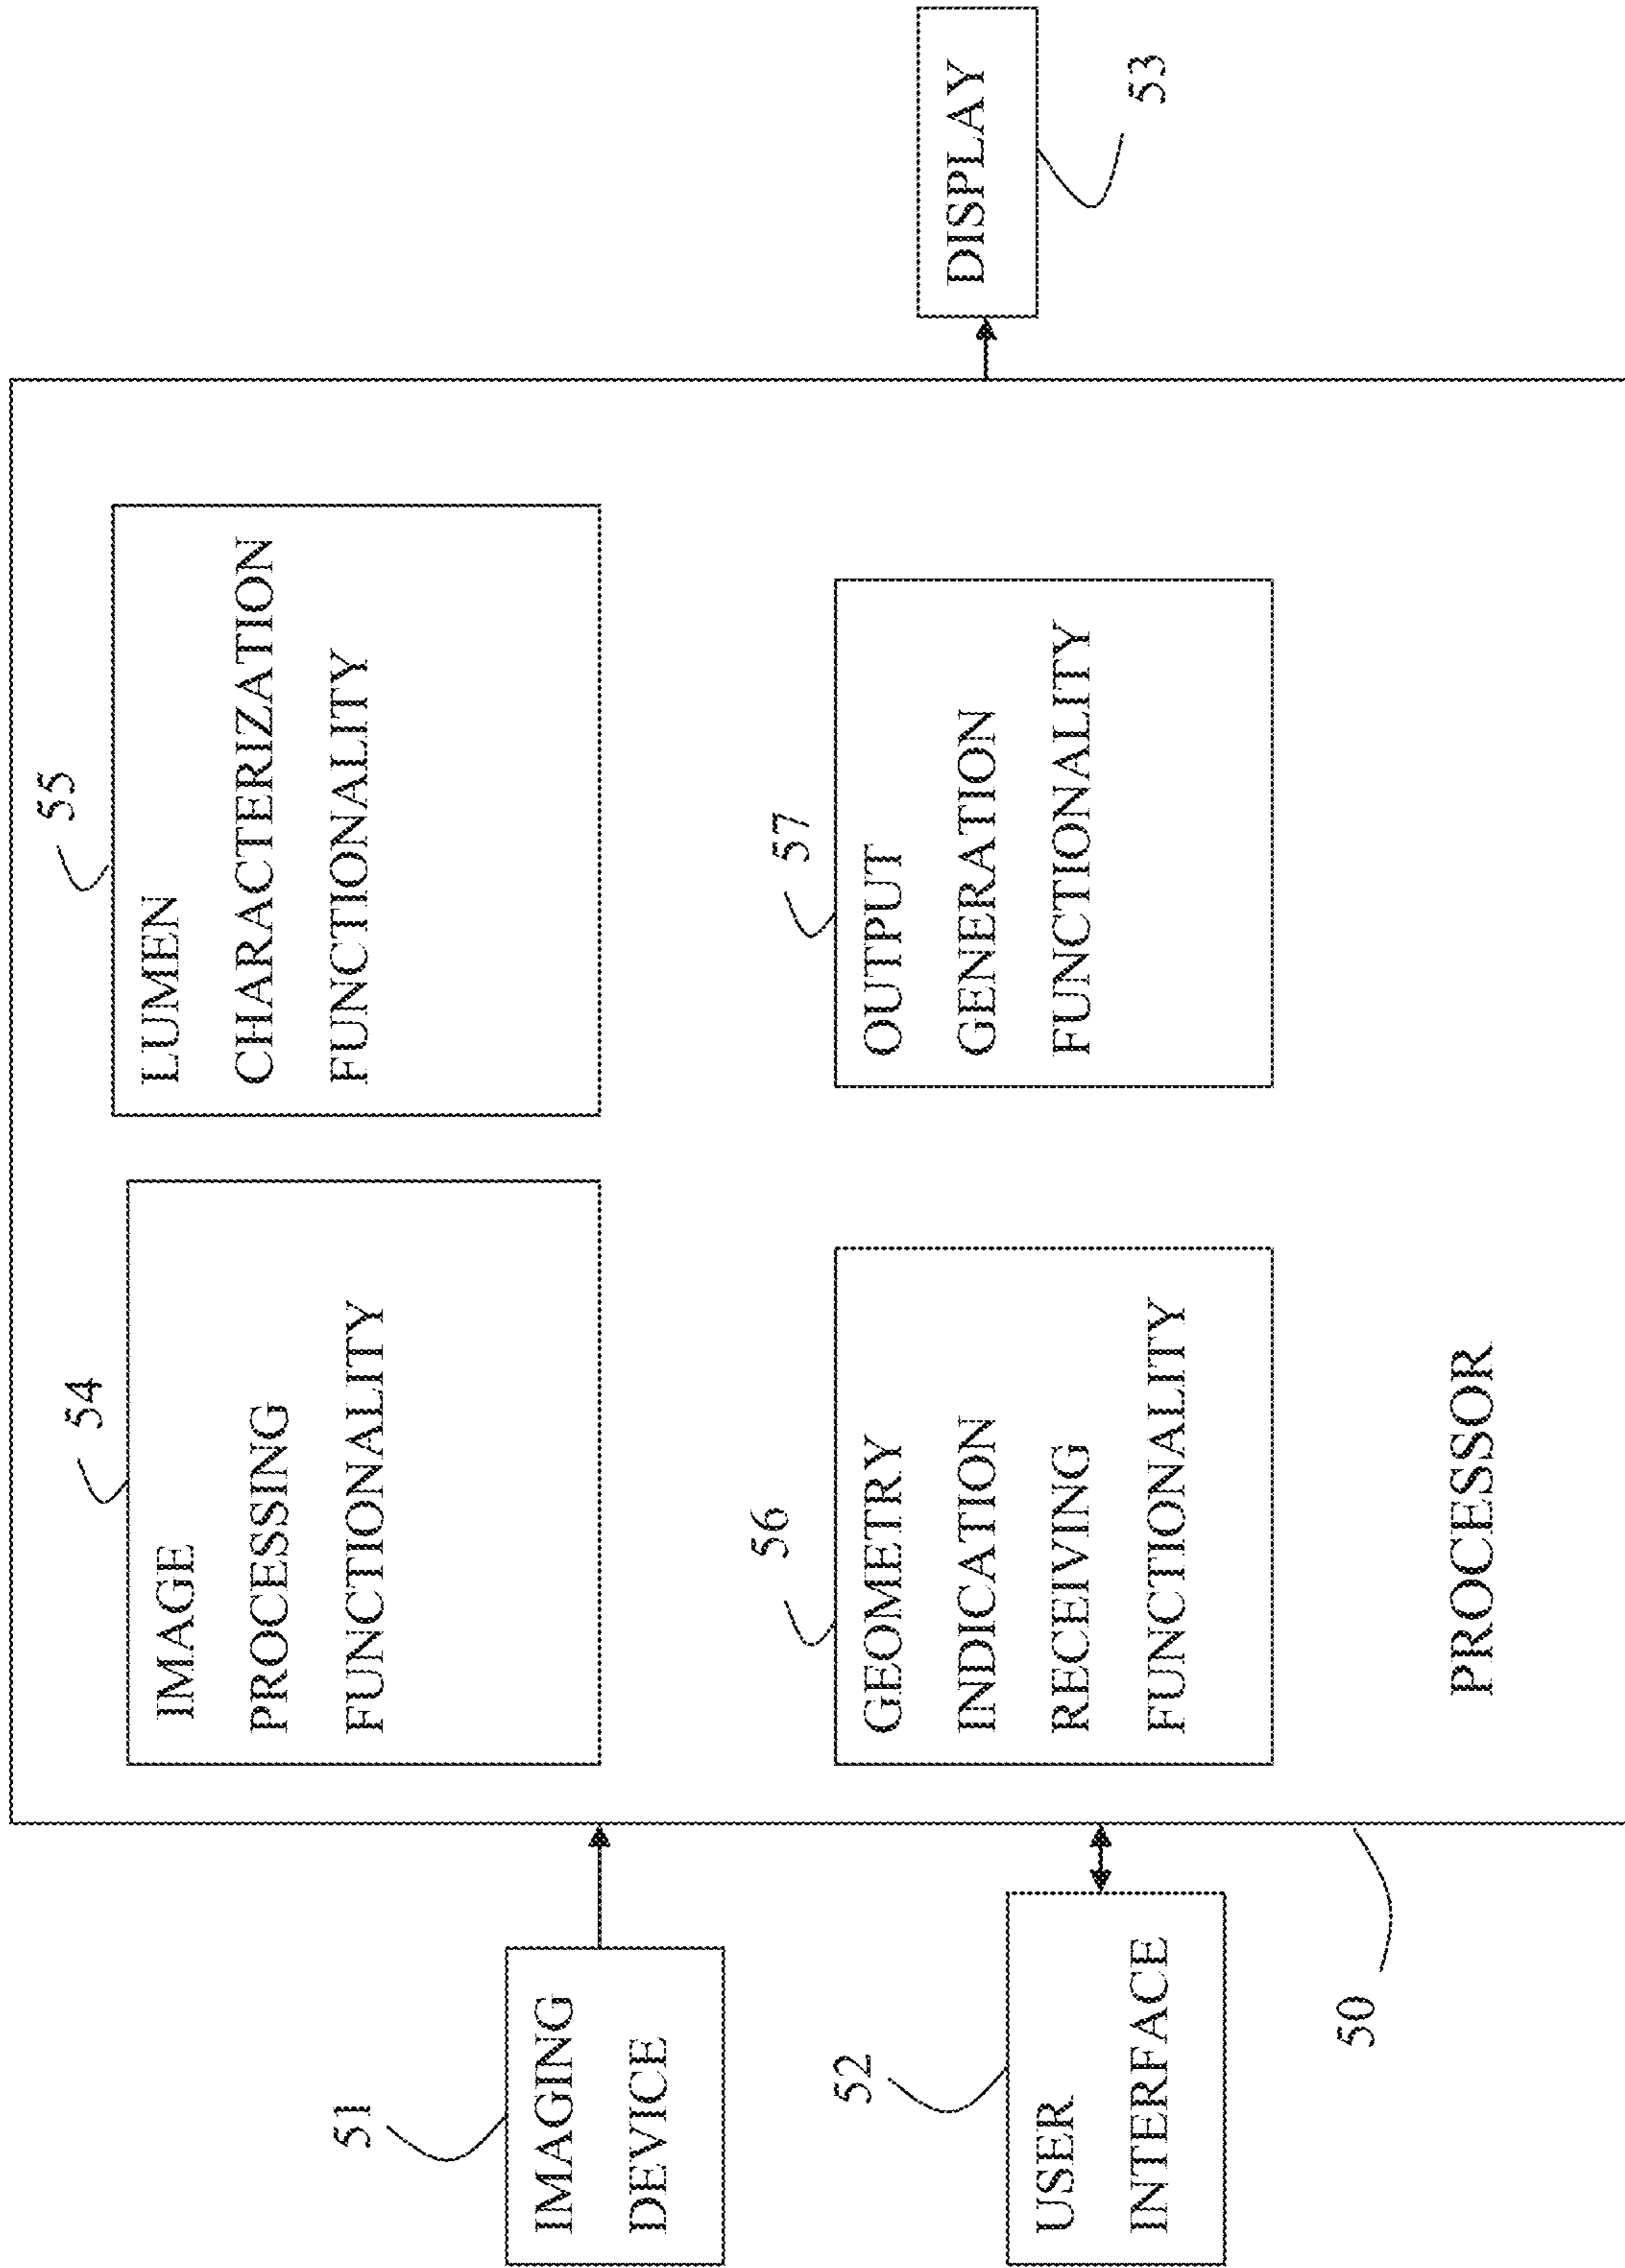 51
IMAGING
DEVICE
52
USER
INTERFACE
50
54
IMAGE
PROCESSING
FUNCTIONALITY
55
LUMEN
CHARACTERIZATION
FUNCTIONALITY
56
GEOMETRY
INDICATION
RECEIVING
FUNCTIONALITY
57
OUTPUT
GENERATION
FUNCTIONALITY
PROCESSOR
DISPLAY
53